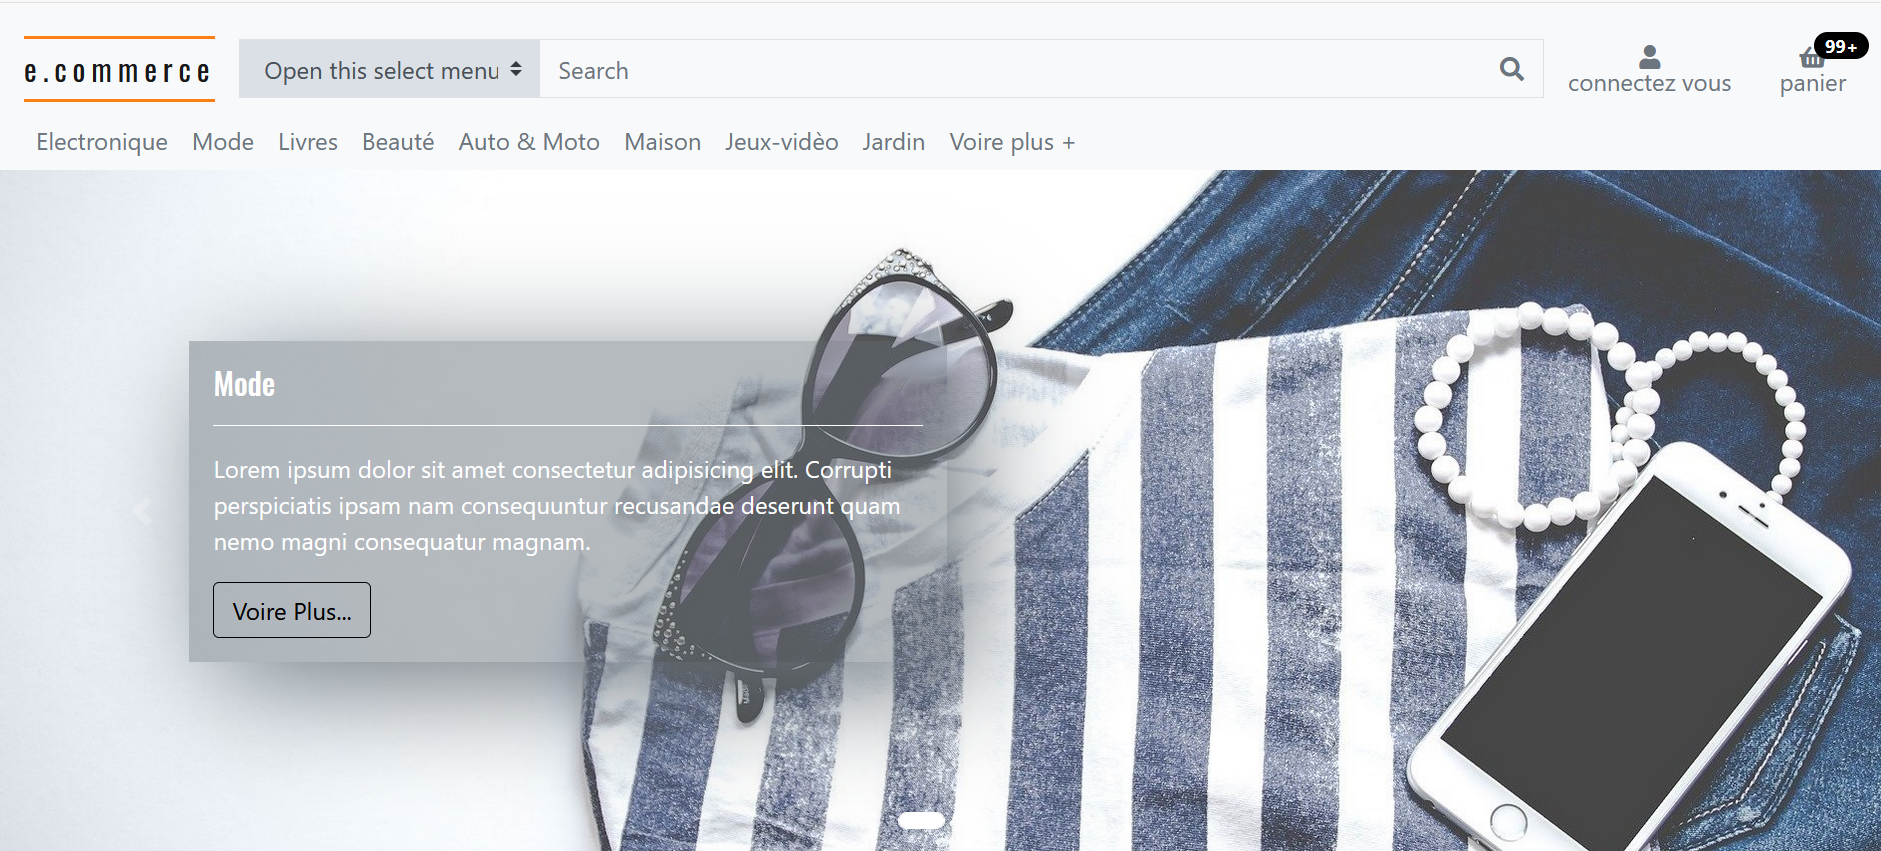 e.commerce
Open this select menu
Search
connectez vous
99+
panier
Electronique Mode Livres Beauté Auto & Moto Maison Jeux-vidèo Jardin Voire plus +
Mode
Lorem ipsum dolor sit amet consectetur adipisicing elit. Corrupti
perspiciatis ipsam nam consequuntur recusandae deserunt quam
nemo magni consequatur magnam.
Voire Plus...